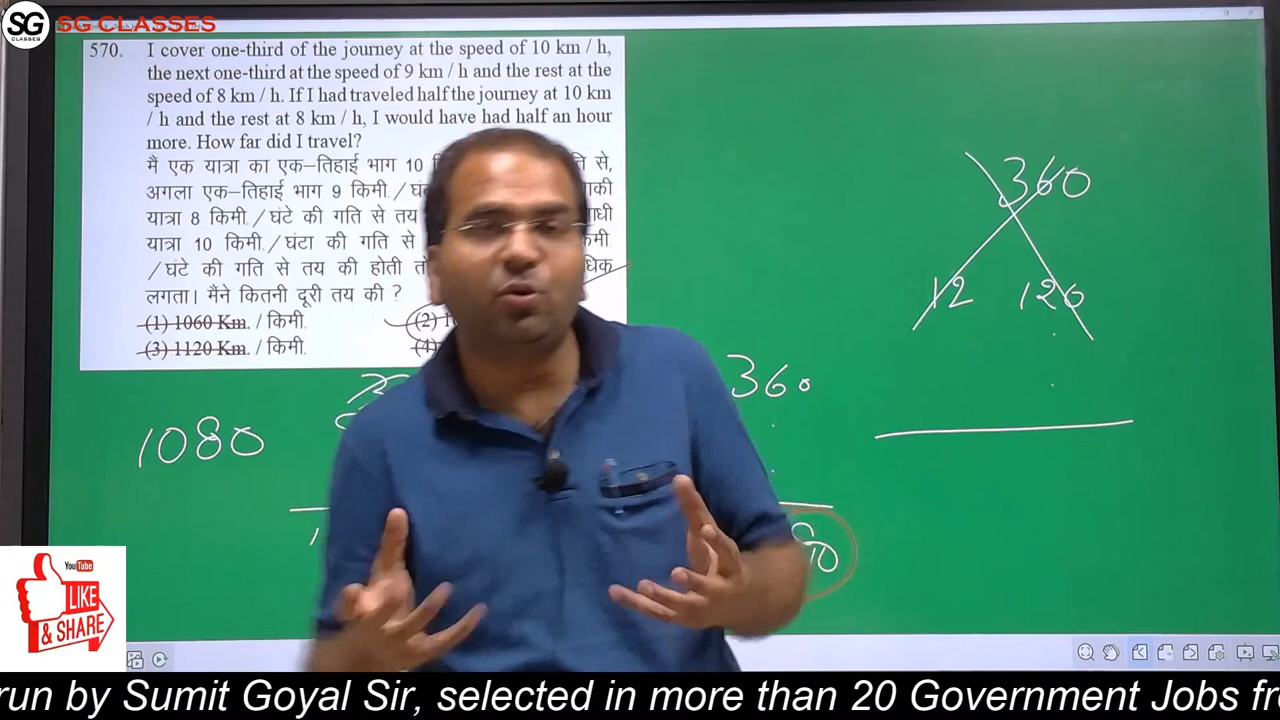 SG CLASSES
SG
CLASSES
570. I cover one-third of the journey at the speed of 10 km / h,
the next one-third at the speed of 9 km / h and the rest at the
speed of 8 km / h. If I had traveled half the journey at 10 km
/ h and the rest at 8 km / h, I would have had half an hour
more. How far did I travel?
मैं एक यात्रा का एक–तिहाई भाग 10 से,
अगला एक–तिहाई भाग 9 किमी./
यात्रा 8 किमी./घंटे की गति से तय
यात्रा 10 किमी./घंटा की गति से
/घंटे की गति से तय की होती
लगता। मैंने कितनी दूरी तय की ?
(1) 1060 Km. / किमी. (2)
(3) 1120 Km. / किमी. (4)
360
12 120
360
1080
YouTube
LIKE
& SHARE
run by Sumit Goyal Sir, selected in more than 20 Government Jobs